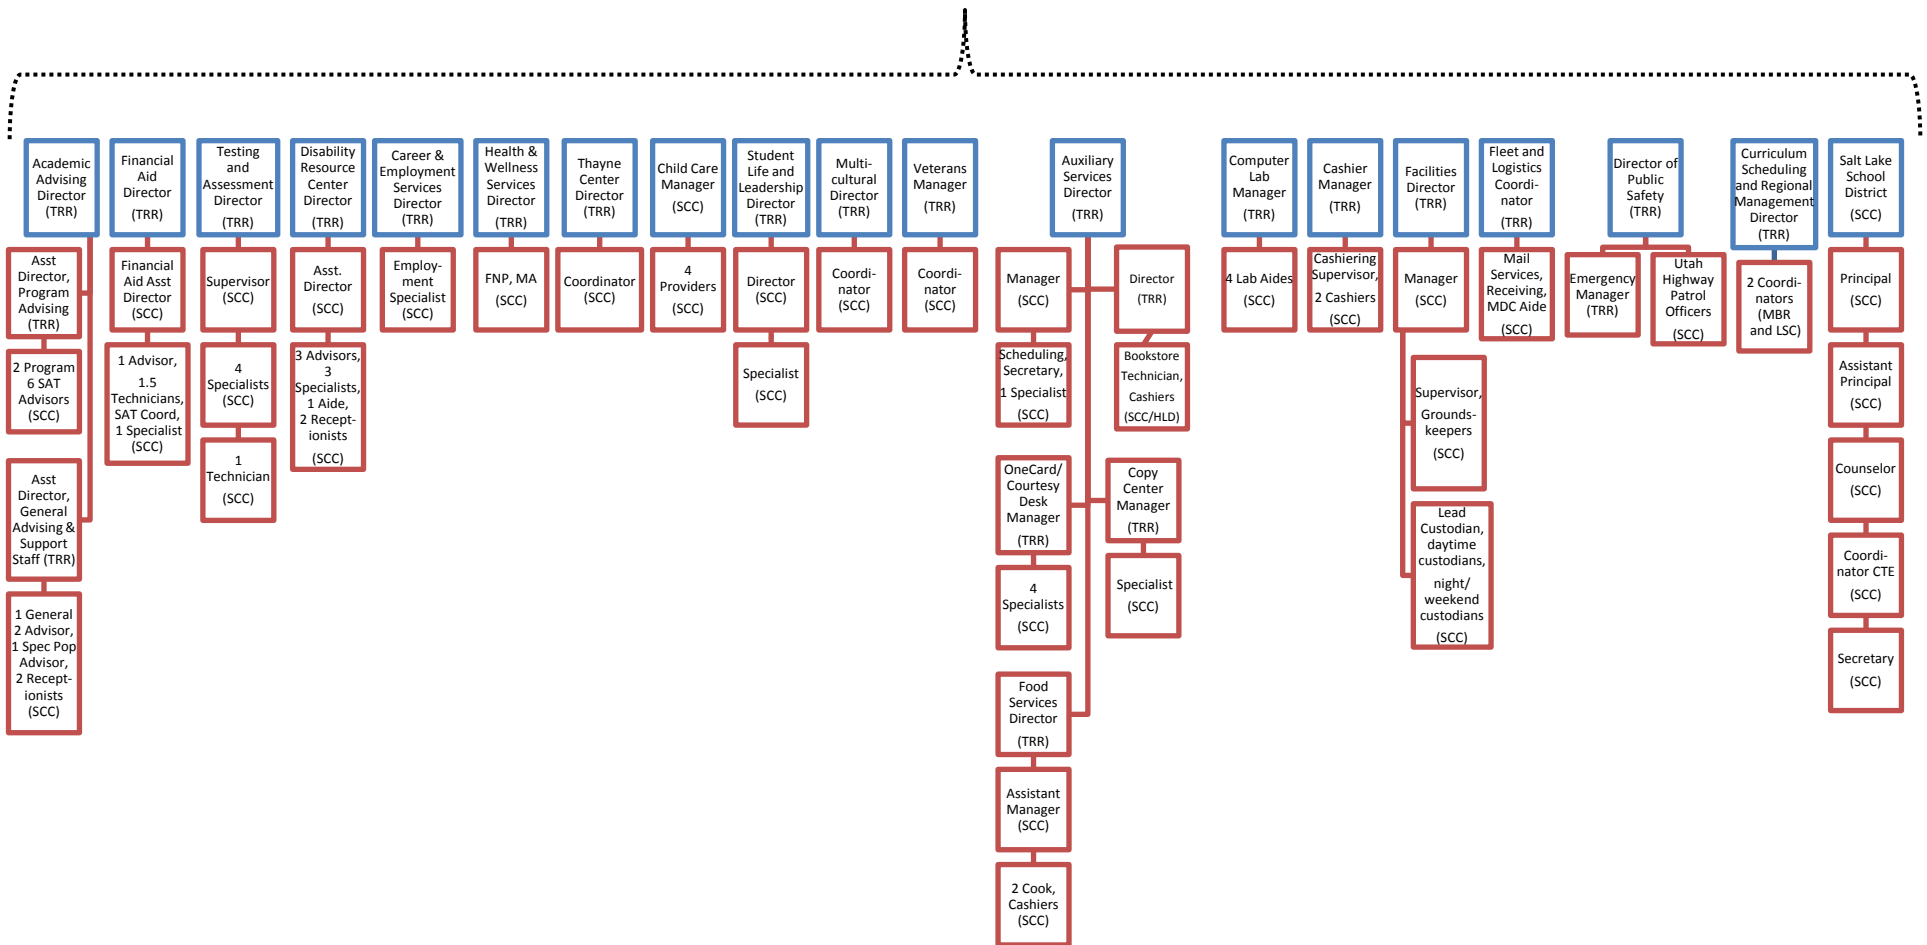 Academic
Advising
Director
(TRR)
Financial
Aid
Director
(TRR)
Testing
and
Assessment
Director
(TRR)
Disability
Resource
Center
Director
(TRR)
Career &
Employment
Services
Director
(TRR)
Health &
Wellness
Services
Director
(TRR)
Thayne
Center
Director
(TRR)
Child Care
Manager
(SCC)
Student
Life and
Leadership
Director
(TRR)
Multi-
cultural
Director
(TRR)
Veterans
Manager
(TRR)
Auxiliary
Services
Director
(TRR)
Computer
Lab
Manager
(TRR)
Cashier
Manager
(TRR)
Facilities
Director
(TRR)
Fleet and
Logistics
Coordi-
nator
(TRR)
Director of
Public
Safety
(TRR)
Curriculum
Scheduling
and Regional
Management
Director
(TRR)
Salt Lake
School
District
(SCC)
Asst
Director,
Program
Advising
(TRR)
2 Program
6 SAT
Advisors
(SCC)
Asst
Director,
General
Advising &
Support
Staff (TRR)
1 General
2 Advisor,
1 Spec Pop
Advisor,
2 Recept-
ionists
(SCC)
Financial
Aid Asst
Director
(SCC)
1 Advisor,
1.5
Technicians,
SAT Coord,
1 Specialist
(SCC)
Supervisor
(SCC)
4
Specialists
(SCC)
1
Technician
(SCC)
Asst.
Director
(SCC)
3 Advisors,
3
Specialists,
1 Aide,
2 Recept-
ionists
(SCC)
Employ-
ment
Specialist
(SCC)
FNP, MA
(SCC)
Coordinator
(SCC)
4
Providers
(SCC)
Director
(SCC)
Specialist
(SCC)
Coordi-
nator
(SCC)
Coordi-
nator
(SCC)
Manager
(SCC)
Scheduling,
Secretary,
1 Specialist
(SCC)
Director
(TRR)
Bookstore
Technician,
Cashiers
(SCC/HLD)
OneCard/
Courtesy
Desk
Manager
(TRR)
4
Specialists
(SCC)
Copy
Center
Manager
(TRR)
Specialist
(SCC)
Food
Services
Director
(TRR)
Assistant
Manager
(SCC)
2 Cook,
Cashiers
(SCC)
4 Lab Aides
(SCC)
Cashiering
Supervisor,
2 Cashiers
(SCC)
Manager
(SCC)
Supervisor,
Grounds-
keepers
(SCC)
Lead
Custodian,
daytime
custodians,
night/
weekend
custodians
(SCC)
Mail
Services,
Receiving,
MDC Aide
(SCC)
Emergency
Manager
(TRR)
Utah
Highway
Patrol
Officers
(SCC)
2 Coordi-
nators
(MBR
and LSC)
Principal
(SCC)
Assistant
Principal
(SCC)
Counselor
(SCC)
Coordi-
nator CTE
(SCC)
Secretary
(SCC)